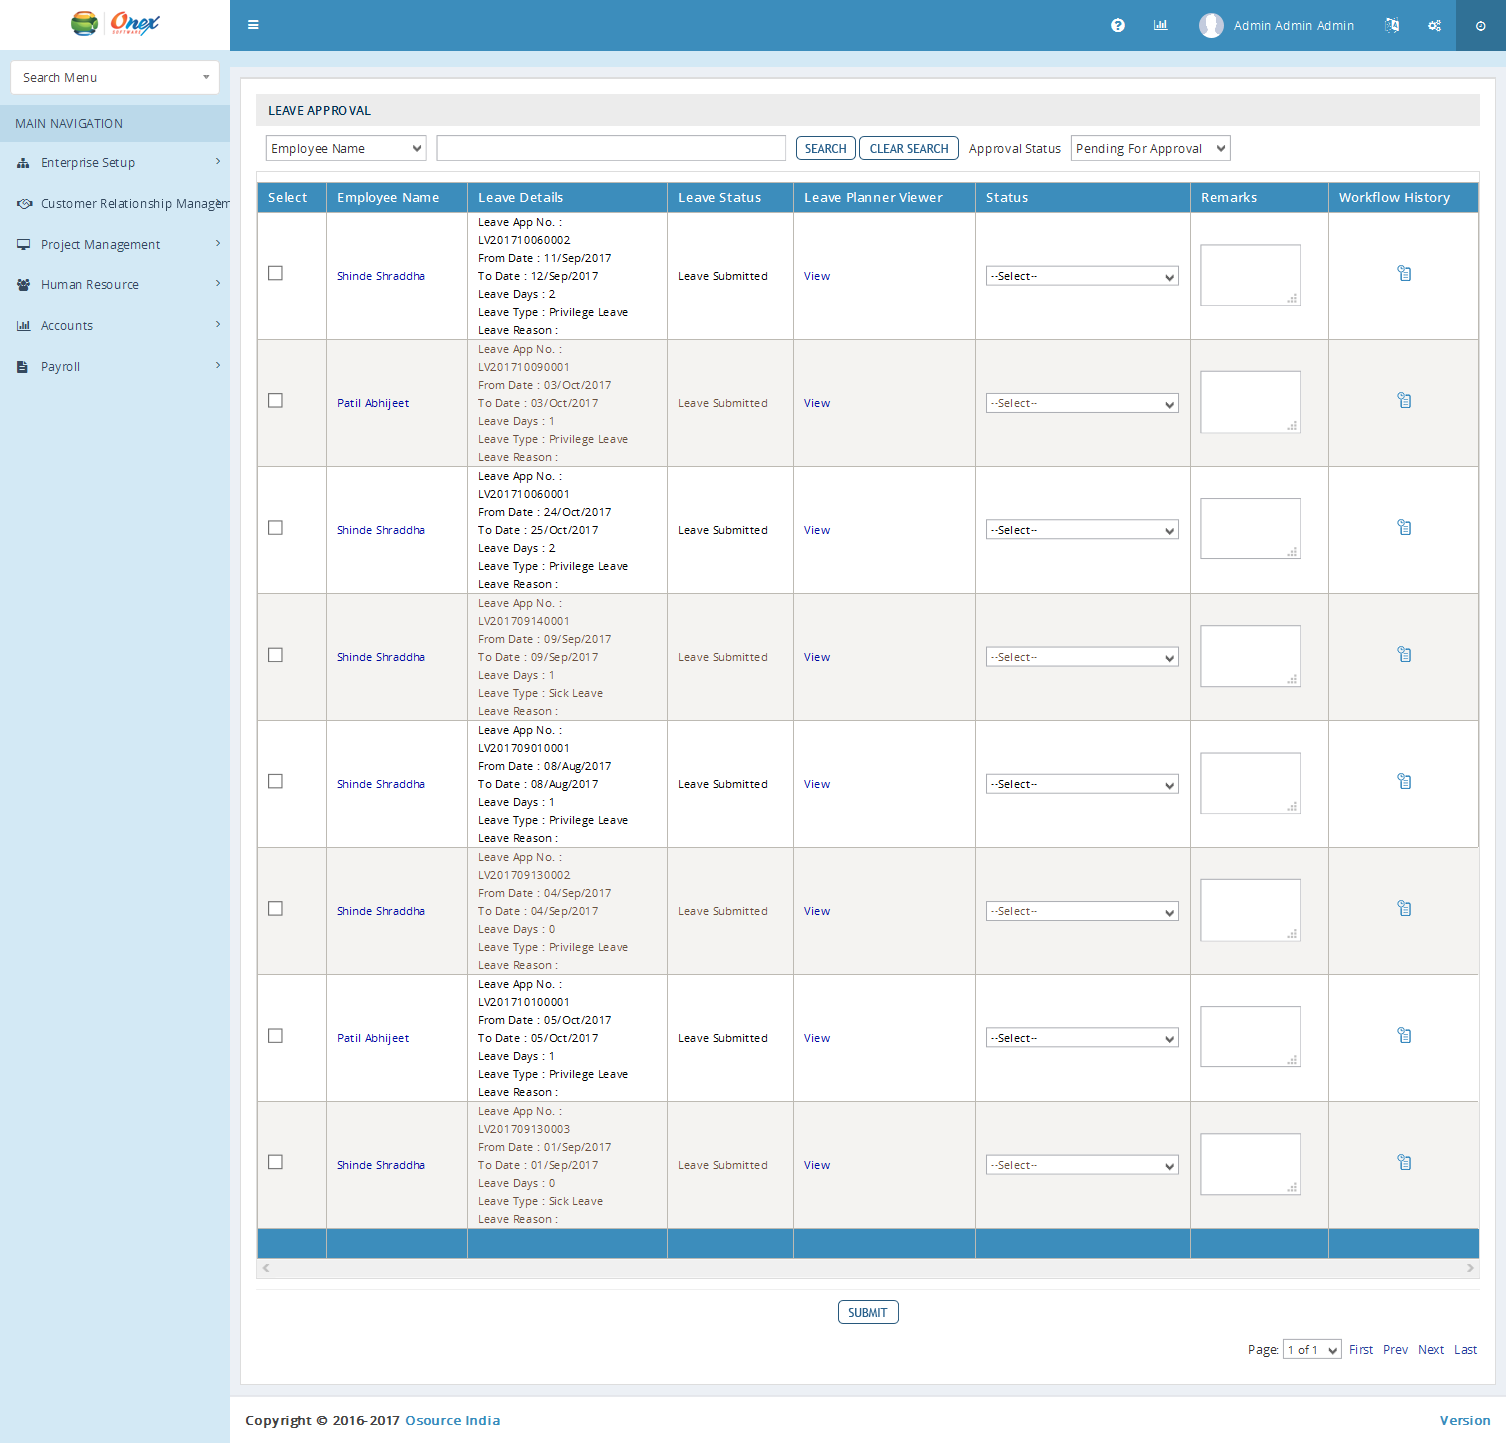 Onex
SOFTWARE
Admin Admin Admin
Search Menu
MAIN NAVIGATION
Enterprise Setup
Customer Relationship Managem
Project Management
Human Resource
Accounts
Payroll
LEAVE APPROVAL
Employee Name SEARCH CLEAR SEARCH Approval Status Pending For Approval
Select Employee Name Leave Details Leave Status Leave Planner Viewer Status Remarks Workflow History
Leave App No. :
LV201710060002
From Date : 11/Sep/2017
Shinde Shraddha To Date : 12/Sep/2017 Leave Submitted View --Select--
Leave Days : 2
Leave Type : Privilege Leave
Leave Reason :
Leave App No. :
LV201710090001
From Date : 03/Oct/2017
Patil Abhijeet To Date : 03/Oct/2017 Leave Submitted View --Select--
Leave Days : 1
Leave Type : Privilege Leave
Leave Reason :
Leave App No. :
LV201710060001
From Date : 24/Oct/2017
Shinde Shraddha To Date : 25/Oct/2017 Leave Submitted View --Select--
Leave Days : 2
Leave Type : Privilege Leave
Leave Reason :
Leave App No. :
LV201709140001
From Date : 09/Sep/2017
Shinde Shraddha To Date : 09/Sep/2017 Leave Submitted View --Select--
Leave Days : 1
Leave Type : Sick Leave
Leave Reason :
Leave App No. :
LV201709010001
From Date : 08/Aug/2017
Shinde Shraddha To Date : 08/Aug/2017 Leave Submitted View --Select--
Leave Days : 1
Leave Type : Privilege Leave
Leave Reason :
Leave App No. :
LV201709130002
From Date : 04/Sep/2017
Shinde Shraddha To Date : 04/Sep/2017 Leave Submitted View --Select--
Leave Days : 0
Leave Type : Privilege Leave
Leave Reason :
Leave App No. :
LV201710100001
From Date : 05/Oct/2017
Patil Abhijeet To Date : 05/Oct/2017 Leave Submitted View --Select--
Leave Days : 1
Leave Type : Privilege Leave
Leave Reason :
Leave App No. :
LV201709130003
From Date : 01/Sep/2017
Shinde Shraddha To Date : 01/Sep/2017 Leave Submitted View --Select--
Leave Days : 0
Leave Type : Sick Leave
Leave Reason :
SUBMIT
Page: 1 of 1 First Prev Next Last
Copyright © 2016-2017 Osource India Version